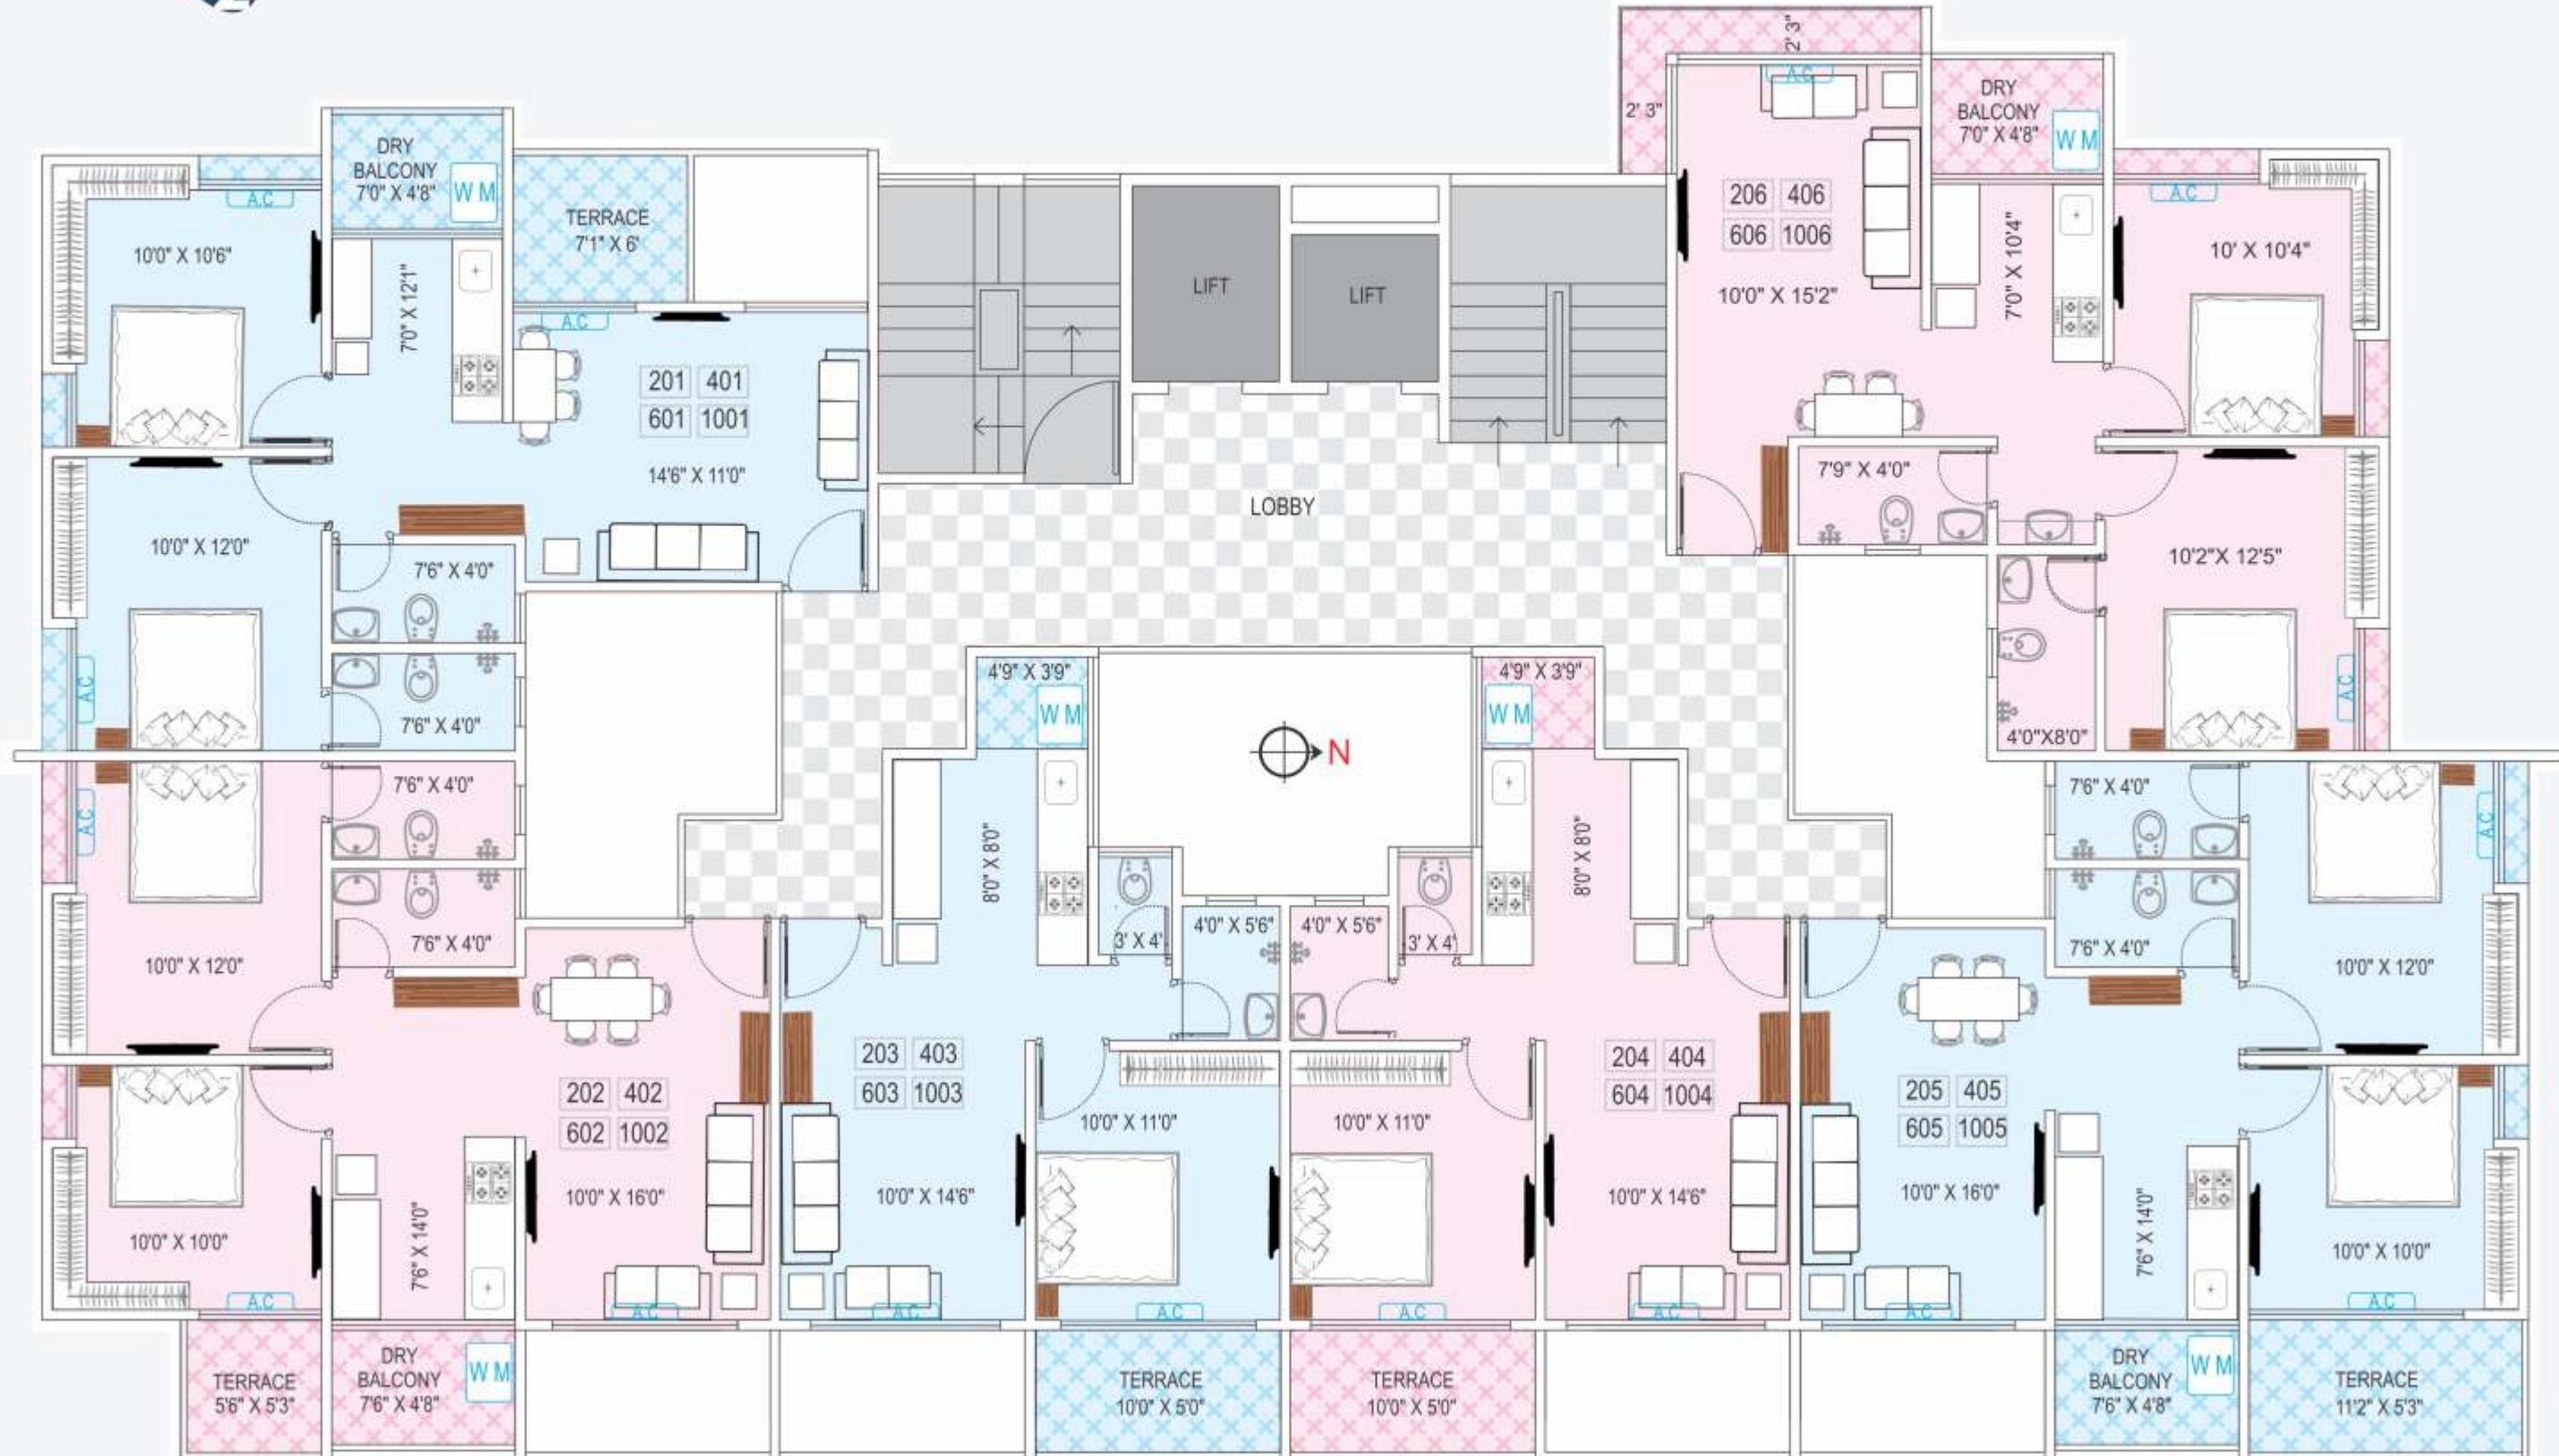 DRY
BALCONY
7'0" X 4'8"
W M
A.C
10'0" X 10'6"
7'0" X 12'1"
TERRACE
7'1" X 6'
A.C
201 401
601 1001
14'6" X 11'0"
10'0" X 12'0"
7'6" X 4'0"
7'6" X 4'0"
A.C
LIFT
LIFT
LOBBY
2' 3"
2' 3"
A.C
DRY
BALCONY
7'0" X 4'8"
W M
206 406
606 1006
10'0" X 15'2"
7'0" X 10'4"
A.C
10' X 10'4"
7'9" X 4'0"
10'2"X 12'5"
A.C
4'0"X8'0"
4'9" X 3'9"
W M
4'9" X 3'9"
W M
N
A.C
7'6" X 4'0"
7'6" X 4'0"
10'0" X 12'0"
202 402
602 1002
10'0" X 16'0"
10'0" X 10'0"
7'6" X 14'0"
A.C
A.C
TERRACE
5'6" X 5'3"
DRY
BALCONY
7'6" X 4'8"
W M
8'0" X 8'0"
3' X 4'
4'0" X 5'6"
203 403
603 1003
10'0" X 14'6"
10'0" X 11'0"
A.C
A.C
TERRACE
10'0" X 5'0"
8'0" X 8'0"
4'0" X 5'6"
3' X 4'
204 404
604 1004
10'0" X 11'0"
10'0" X 14'6"
A.C
A.C
TERRACE
10'0" X 5'0"
7'6" X 4'0"
A.C
7'6" X 4'0"
10'0" X 12'0"
205 405
605 1005
10'0" X 16'0"
7'6" X 14'0"
10'0" X 10'0"
A.C
A.C
DRY
BALCONY
7'6" X 4'8"
W M
TERRACE
11'2" X 5'3"